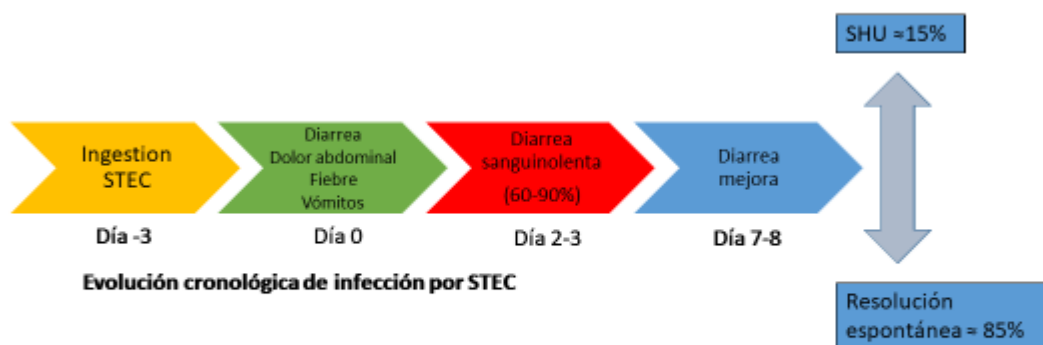 SHU ≈15%
Ingestion
STEC
Diarrea
Dolor abdominal
Fiebre
Vómitos
Diarrea
sanguinolenta
(60-90%)
Diarrea
mejora
Día -3
Día 0
Día 2-3
Día 7-8
Evolución cronológica de infección por STEC
Resolución
espontánea ≈ 85%